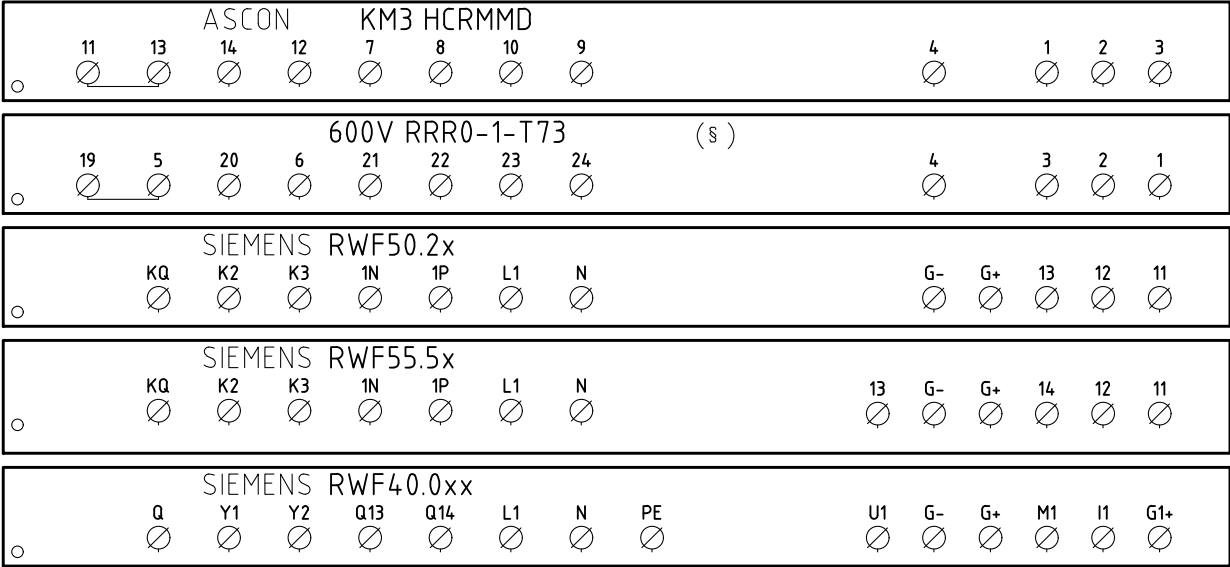 ASCON KM3 HCRMMD
11 13 14 12 7 8 10 9 4 1 2 3
600V RRR0-1-T73 (§)
19 5 20 6 21 22 23 24 4 3 2 1
SIEMENS RWF50.2x
KQ K2 K3 1N 1P L1 N G- G+ 13 12 11
SIEMENS RWF55.5x
KQ K2 K3 1N 1P L1 N 13 G- G+ 14 12 11
SIEMENS RWF40.0xx
Q Y1 Y2 Q13 Q14 L1 N PE U1 G- G+ M1 I1 G1+